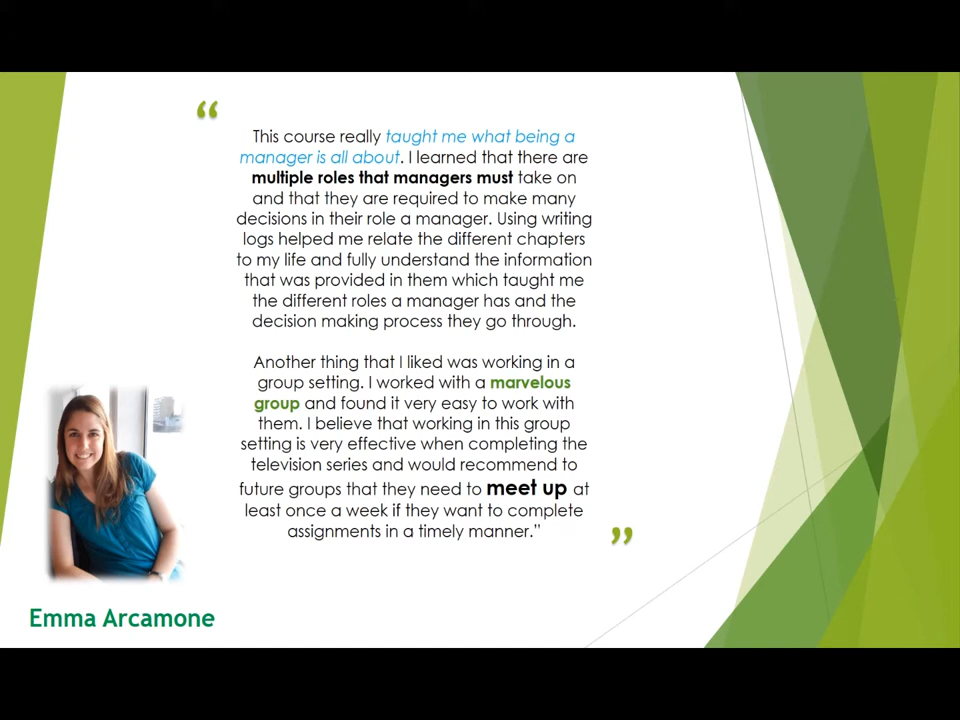 “
This course really taught me what being a
manager is all about. I learned that there are
multiple roles that managers must take on
and that they are required to make many
decisions in their role a manager. Using writing
logs helped me relate the different chapters
to my life and fully understand the information
that was provided in them which taught me
the different roles a manager has and the
decision making process they go through.
Another thing that I liked was working in a
group setting. I worked with a marvelous
group and found it very easy to work with
them. I believe that working in this group
setting is very effective when completing the
television series and would recommend to
future groups that they need to meet up at
least once a week if they want to complete
assignments in a timely manner.”
”
Emma Arcamone